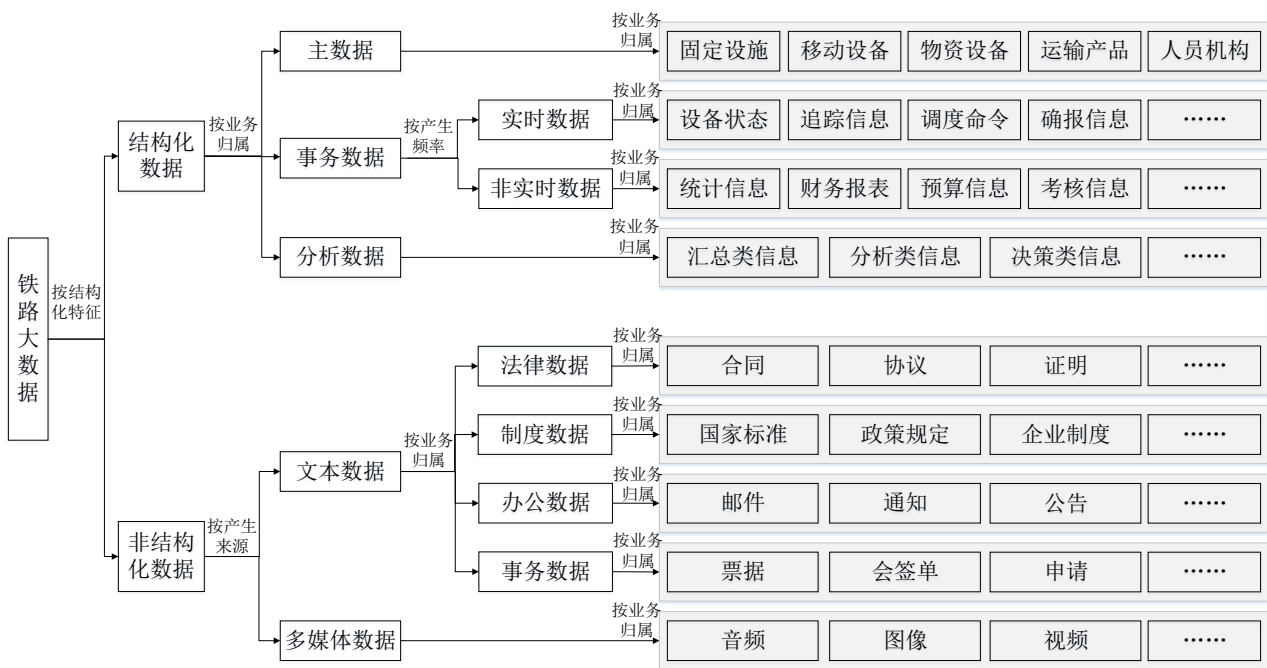 铁
路
大
数
据
按结构
化特征
结构化
数据
按业务
归属
主数据
按业务
归属
固定设施 移动设备 物资设备 运输产品 人员机构
事务数据
按产生
频率
实时数据
按业务
归属
设备状态 追踪信息 调度命令 确报信息 ……
非实时数据
按业务
归属
统计信息 财务报表 预算信息 考核信息 ……
分析数据
按业务
归属
汇总类信息 分析类信息 决策类信息 ……
非结构
化数据
按产生
来源
文本数据
按业务
归属
法律数据
按业务
归属
合同 协议 证明 ……
制度数据
按业务
归属
国家标准 政策规定 企业制度 ……
办公数据
按业务
归属
邮件 通知 公告 ……
事务数据
按业务
归属
票据 会签单 申请 ……
多媒体数据
按业务
归属
音频 图像 视频 ……